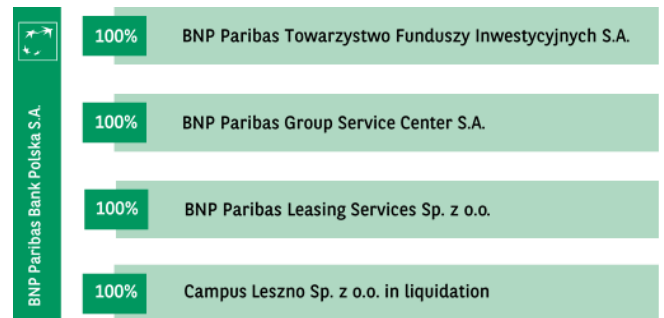 BNP Paribas Bank Polska S.A.
100% BNP Paribas Towarzystwo Funduszy Inwestycyjnych S.A.
100% BNP Paribas Group Service Center S.A.
100% BNP Paribas Leasing Services Sp. z o.o.
100% Campus Leszno Sp. z o.o. in liquidation